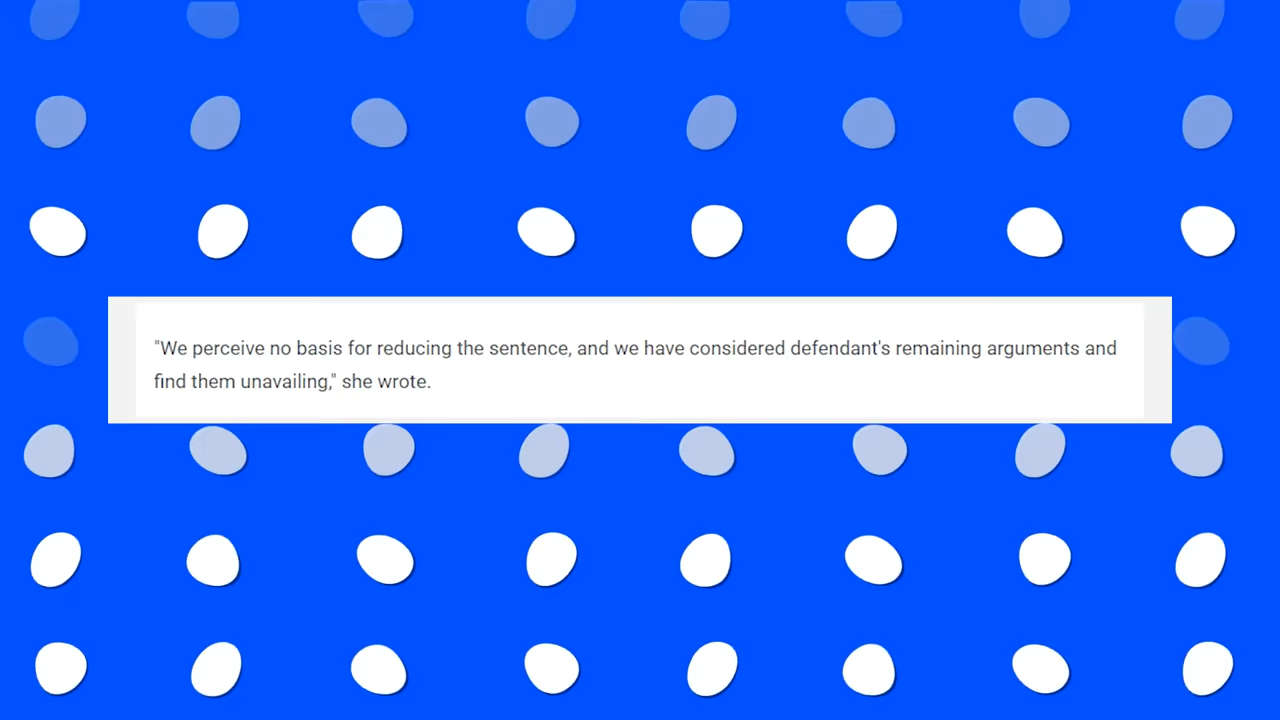 "We perceive no basis for reducing the sentence, and we have considered defendant's remaining arguments and
find them unavailing," she wrote.